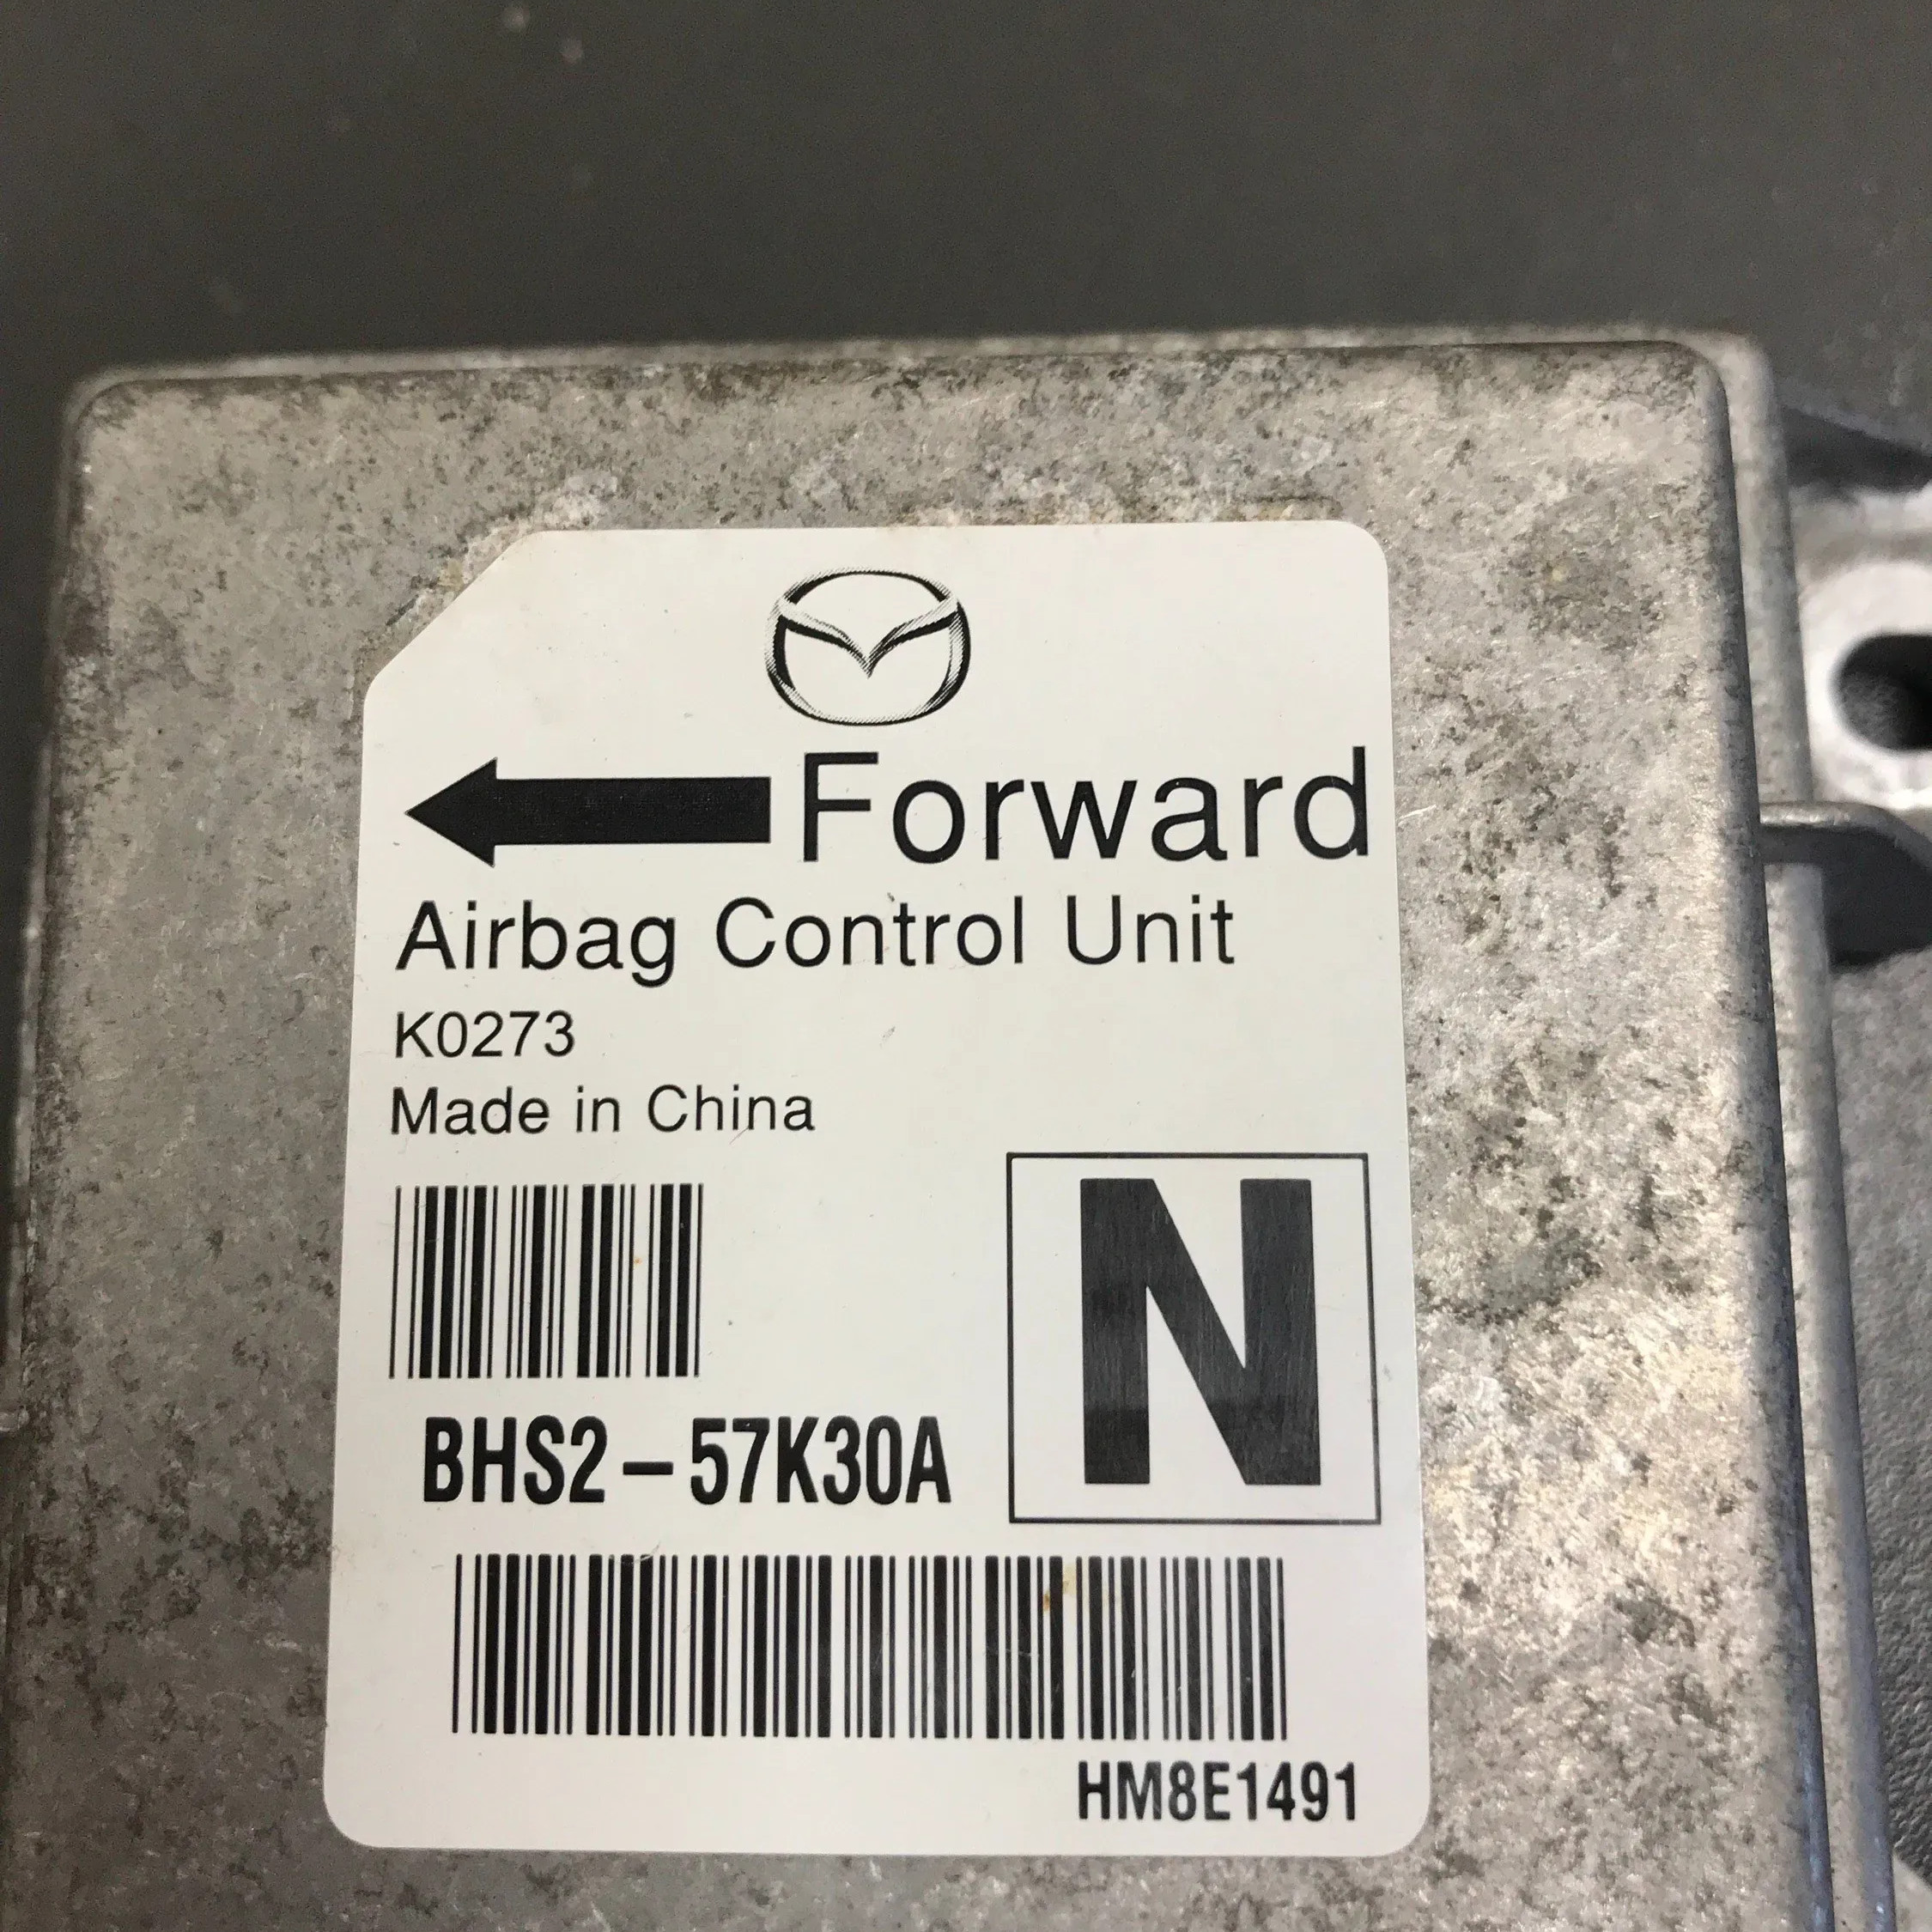 Forward
Airbag Control Unit
K0273
Made in China
N
BHS2-57K30A
HM8E1491